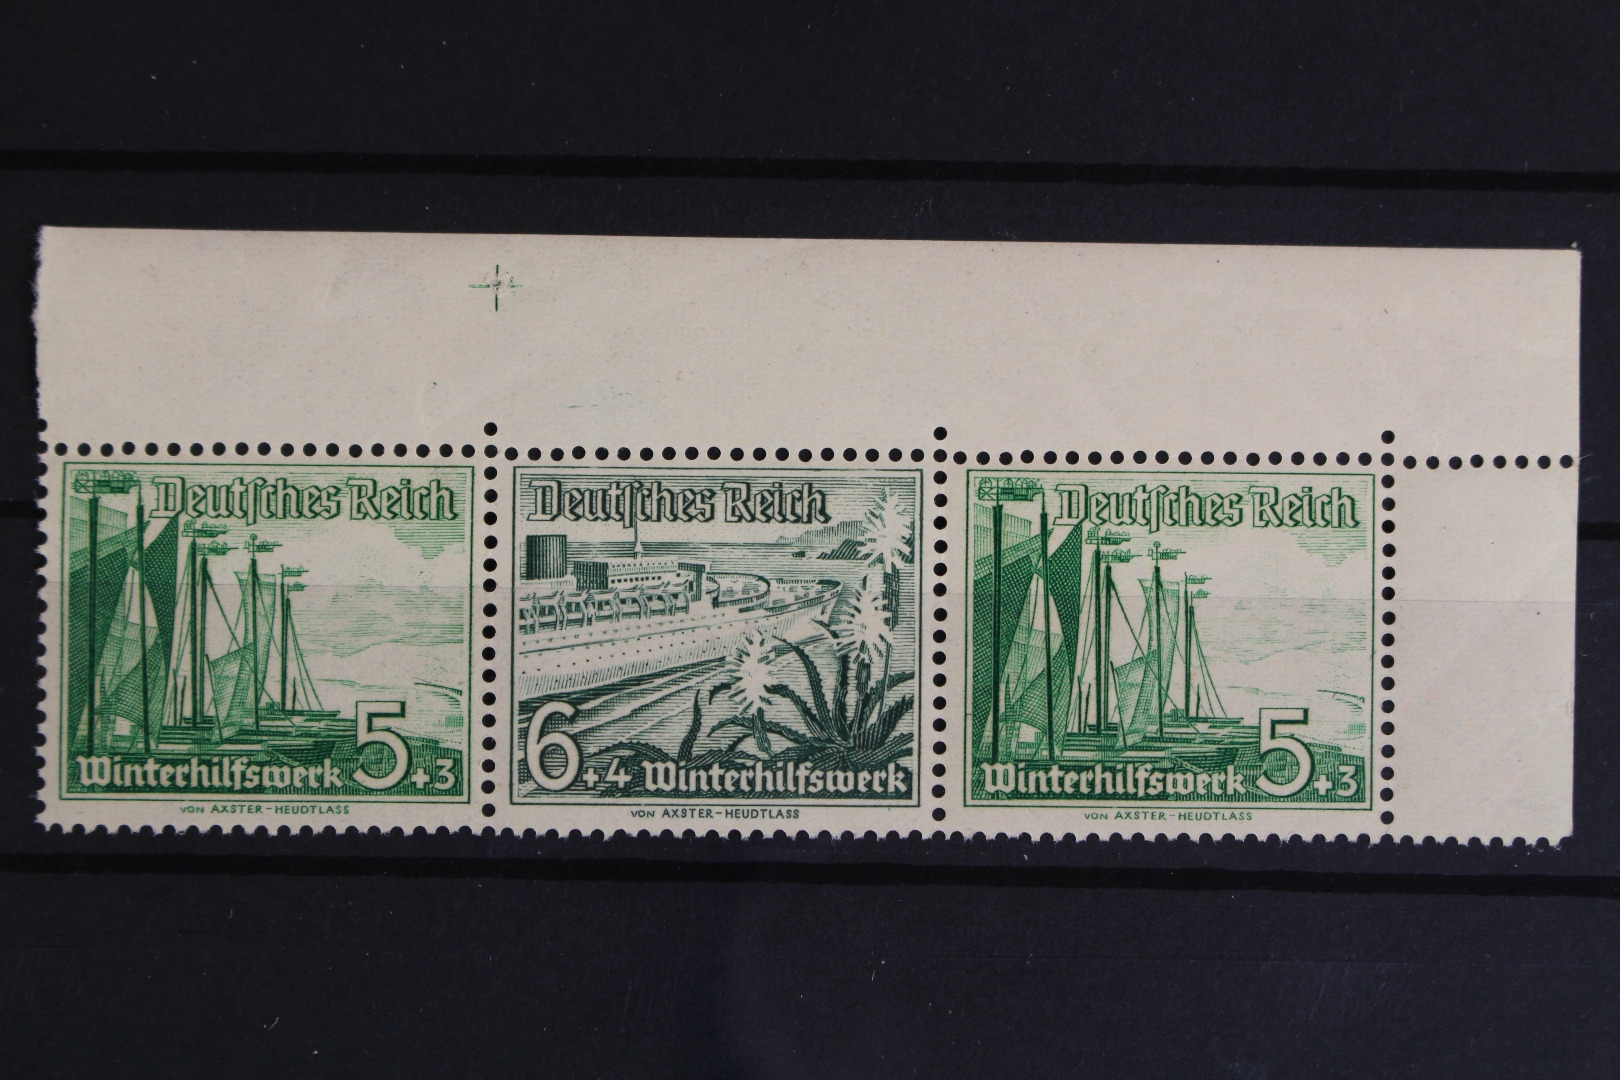 Deutsches Reich
Winterhilfswerk 5+3
VON AXSTER-HEUDTLASS
Deutsches Reich
6+4 Winterhilfswerk
VON AXSTER-HEUDTLASS
Deutsches Reich
Winterhilfswerk 5+3
VON AXSTER-HEUDTLASS